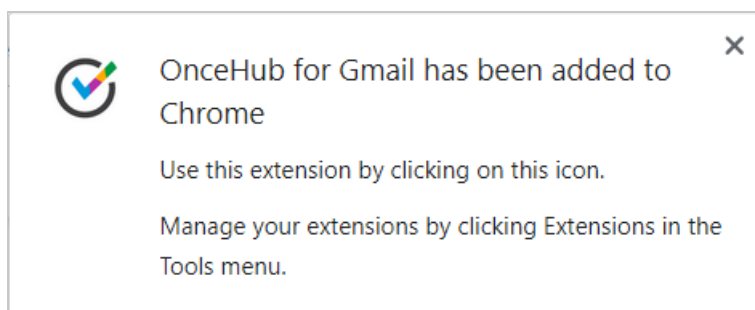 OnceHub for Gmail has been added to
Chrome
Use this extension by clicking on this icon.
Manage your extensions by clicking Extensions in the
Tools menu.